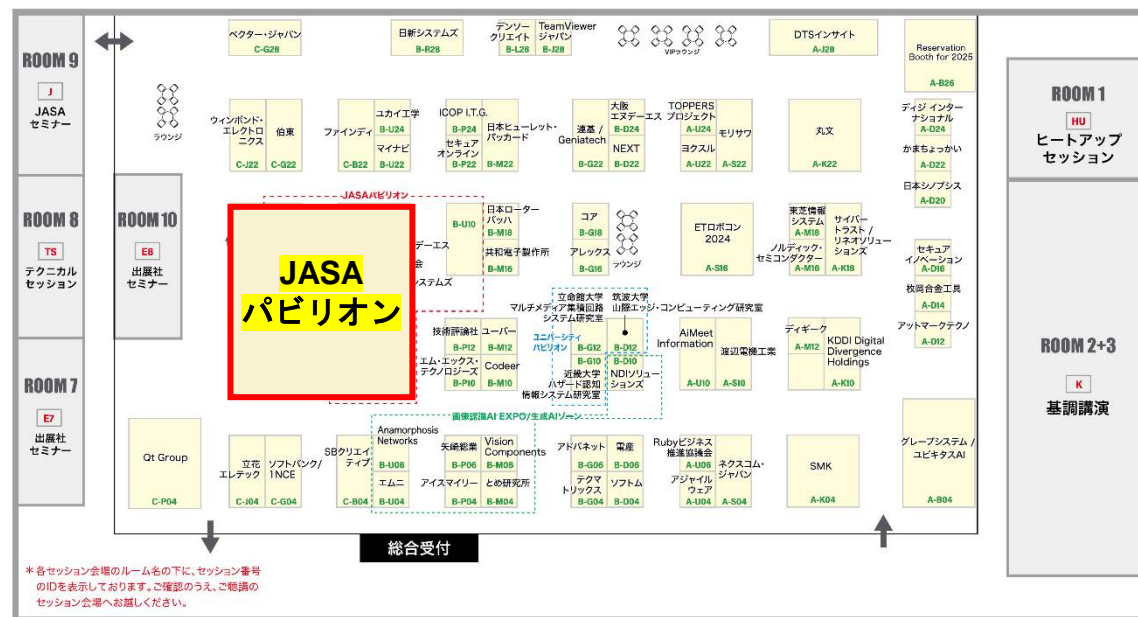 ROOM 9
J
JASA
セミナー
ROOM 8
TS
テクニカル
セッション
ROOM 7
E7
出展社
セミナー
ROOM 10
E8
出展社
セミナー
ベクター・ジャパン
C-G28
日新システムズ
B-R28
デンソー
クリエイト
B-L28
TeamViewer
ジャパン
B-J28
VIPラウンジ
DTSインサイト
A-J28
Reservation
Booth for 2025
A-B26
ラウンジ
ウィンボンド・
エレクトロ
ニクス
C-J22
伯東
C-G22
ファインディ
C-B22
ユカイ工学
B-U24
マイナビ
B-U22
ICOP I.T.G.
B-P24
セキュア
オンライン
B-P22
日本ヒューレット・
パッカード
B-M22
連基 /
Geniatech
B-G22
大阪
エヌデーエス
B-D24
NEXT
B-D22
TOPPERS
プロジェクト
A-U24
ヨクスル
A-U22
モリサワ
A-S22
丸文
A-K22
ディジ インター
ナショナル
A-D24
かまちょっかい
A-D22
日本シノプシス
A-D20
JASAパビリオン
JASA
パビリオン
B-U10
デーエス
会
システムズ
日本ローター
バッハ
B-M18
共和電子製作所
B-M16
コア
B-G18
アレックス
B-G16
ラウンジ
ETロボコン
2024
A-S16
東芝情報
システム
A-M18
ノルディック・
セミコンダクター
A-M16
サイバー
トラスト /
リネオソリュー
ションズ
A-K16
セキュア
イノベーション
A-D16
枚岡合金工具
A-D14
アットマークテクノ
A-D12
技術評論社
B-P12
ユーバー
B-M12
エム・エックス・
テクノロジーズ
B-P10
Codeer
B-M10
立命館大学
マルチメディア集積回路
システム研究室
B-G12
筑波大学
山際エッジ・コンピューティング研究室
B-D12
ユニバーシティ
パビリオン
B-G10
近畿大学
ハザード認知
情報システム研究室
B-D10
NDIソリュー
ションズ
AiMeet
Information
A-U10
渡辺電機工業
A-S10
ディギーク
A-M12
KDDI Digital
Divergence
Holdings
A-K10
画像認識AI EXPO/生成AIゾーン
Qt Group
C-P04
立花
エレテック
C-J04
ソフトバンク/
1NCE
C-G04
SBクリエイ
ティブ
C-B04
Anamorphosis
Networks
B-U06
エムニ
B-U04
矢崎総業
B-P06
アイスマイリー
B-P04
Vision
Components
B-M06
とめ研究所
B-M04
アドバネット
B-G06
テクマ
トリックス
B-G04
電産
B-D06
ソフトム
B-D04
Rubyビジネス
推進協議会
A-U06
アジャイル
ウェア
A-U04
ネクスコム・
ジャパン
A-S04
SMK
A-K04
グレープシステム /
ユビキタスAI
A-B04
ROOM 1
HU
ヒートアップ
セッション
ROOM 2+3
K
基調講演
総合受付
＊各セッション会場のルーム名の下に、セッション番号
のIDを表示しております。ご確認のうえ、ご聴講の
セッション会場へお越しください。